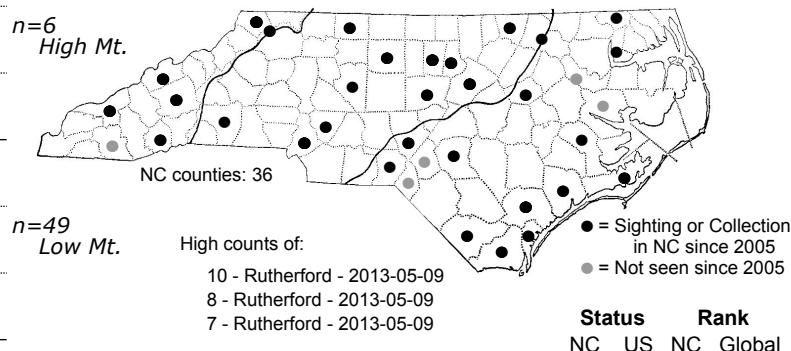 n=6
High Mt.
NC counties: 36
n=49
Low Mt.
High counts of:
10 - Rutherford - 2013-05-09
8 - Rutherford - 2013-05-09
7 - Rutherford - 2013-05-09
= Sighting or Collection
in NC since 2005
= Not seen since 2005
Status Rank
NC US NC Global